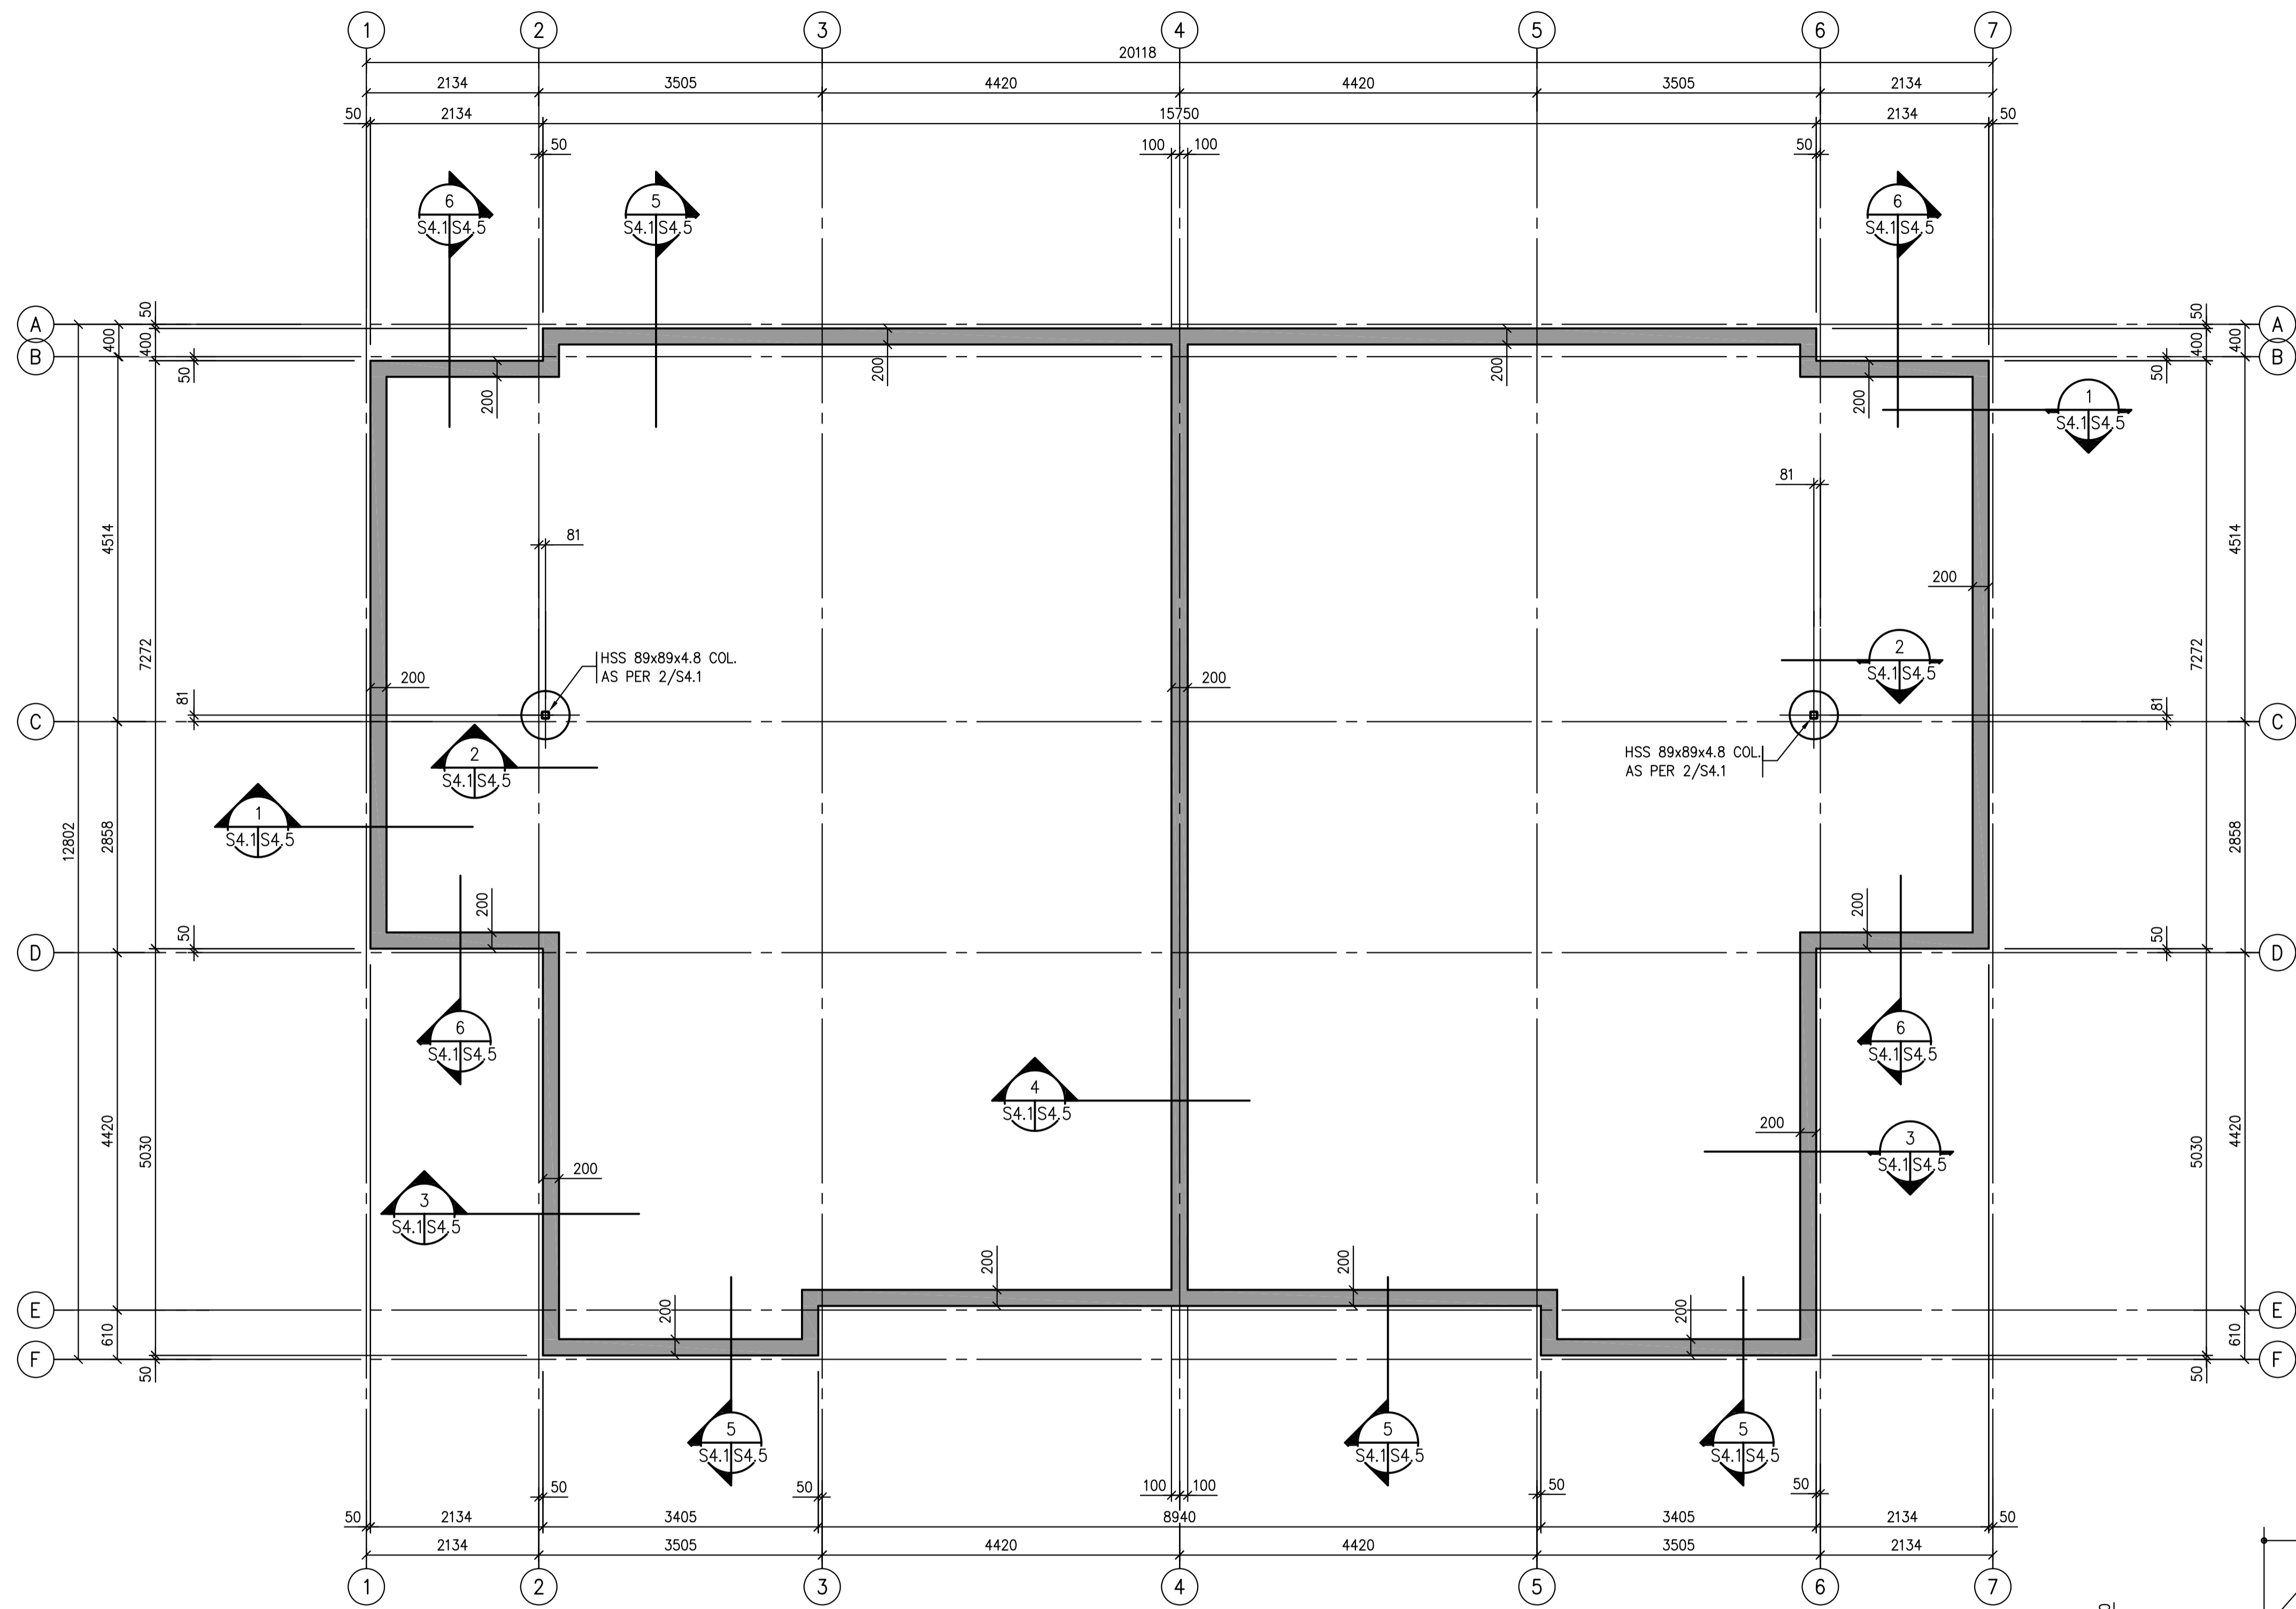 1 2 3 4 5 6 7
20118
2134 3505 4420 4420 3505 2134
50 2134 15750 2134 50
50 100 100 50
6 5 6
S4.1 S4.5 S4.1 S4.5 S4.1 S4.5
50 50
A A
400 400 400 400
B B
50 200 200 200 200 50
1
S4.1 S4.5
81
4514 81 4514
200
7272 7272
HSS 89x89x4.8 COL.
AS PER 2/S4.1
2
S4.1 S4.5
200 200
81 81
C C
HSS 89x89x4.8 COL.
AS PER 2/S4.1
2
S4.1 S4.5
1
S4.1 S4.5
12802 2858 2858
200 200
50 50
D D
6 6
S4.1 S4.5 S4.1 S4.5
4
S4.1 S4.5
4420 5030 200 5030 4420
3
S4.1 S4.5
200
3
S4.1 S4.5
200 200
E E
610 200 200 610
F F
50 50
5 5 5
S4.1 S4.5 S4.1 S4.5 S4.1 S4.5
50 50 100 100 50 50
50 2134 3405 8940 3405 2134 50
2134 3505 4420 4420 3505 2134
1 2 3 4 5 6 7